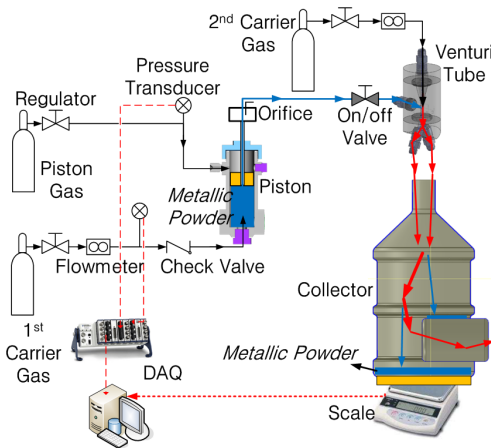 2nd Carrier
Gas
Venturi
Tube
Pressure
Transducer
Regulator
Orifice
On/off
Valve
Piston Gas
Piston
Metallic
Powder
Flowmeter
Check Valve
1st
Carrier
Gas
Collector
DAQ
Metallic Powder
Scale